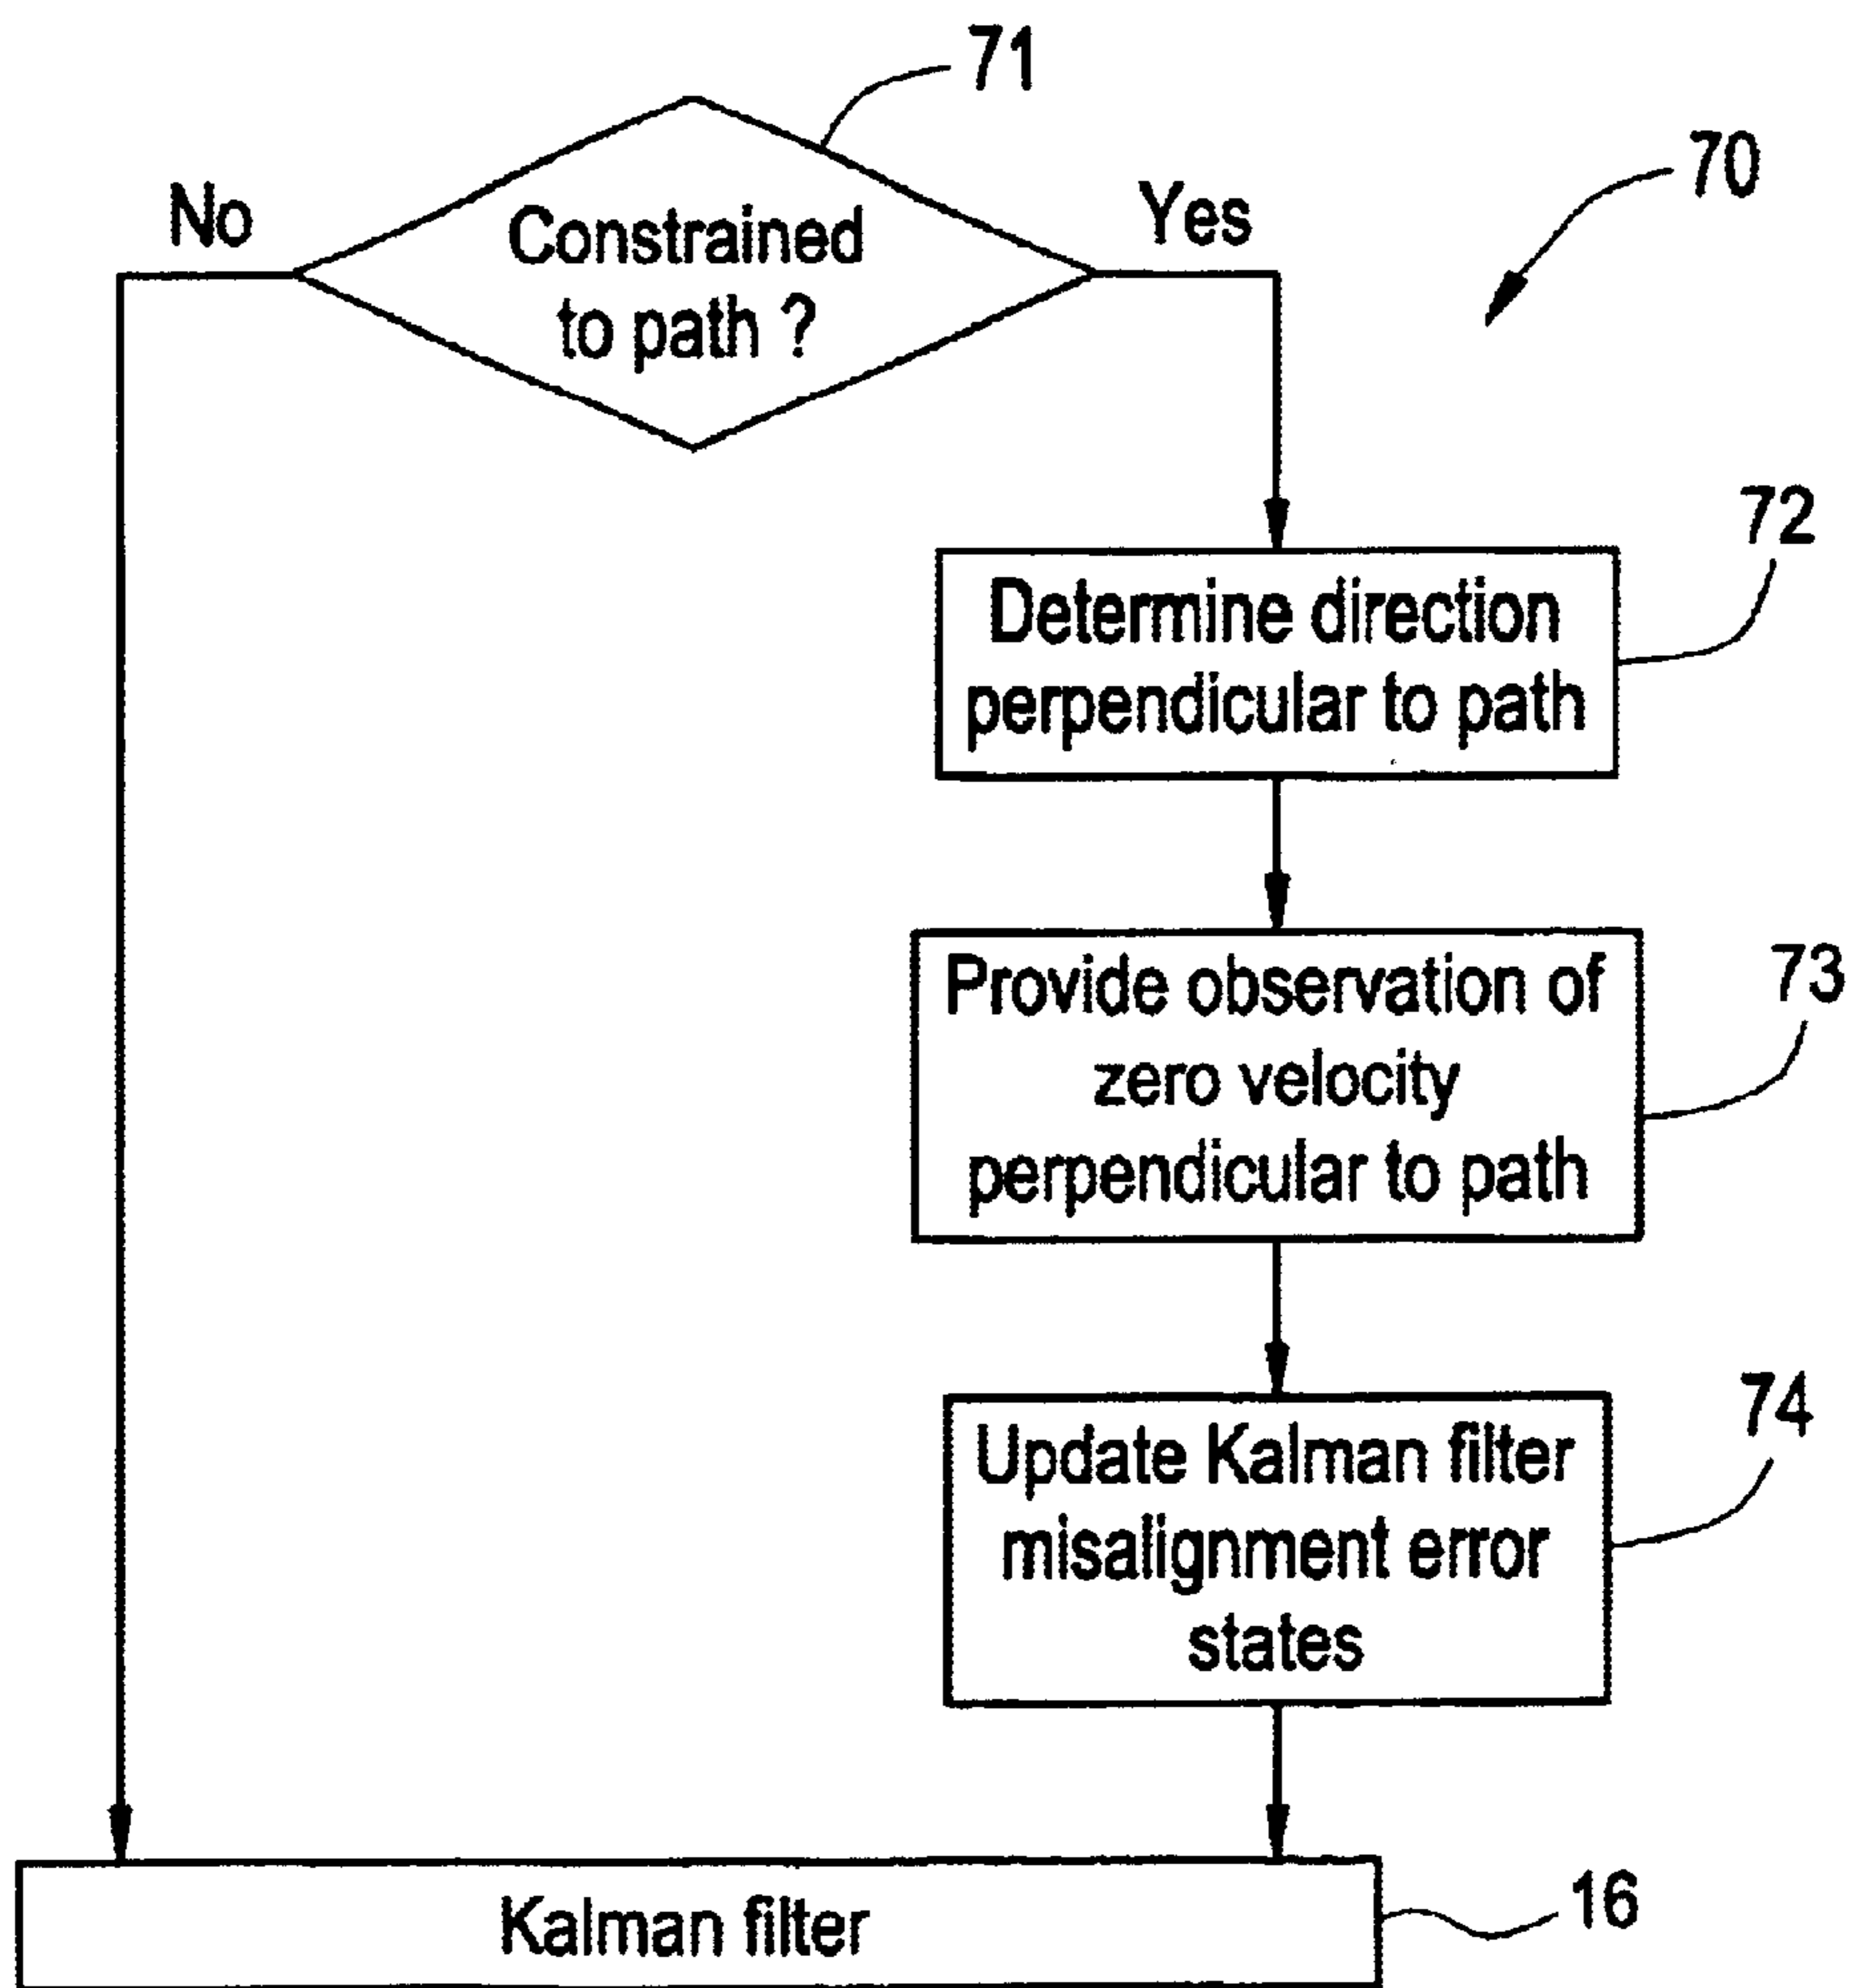 71
70
No
Yes
Constrained
to path ?
72
Determine direction
perpendicular to path
73
Provide observation of
zero velocity
perpendicular to path
74
Update Kalman filter
misalignment error
states
Kalman filter
16